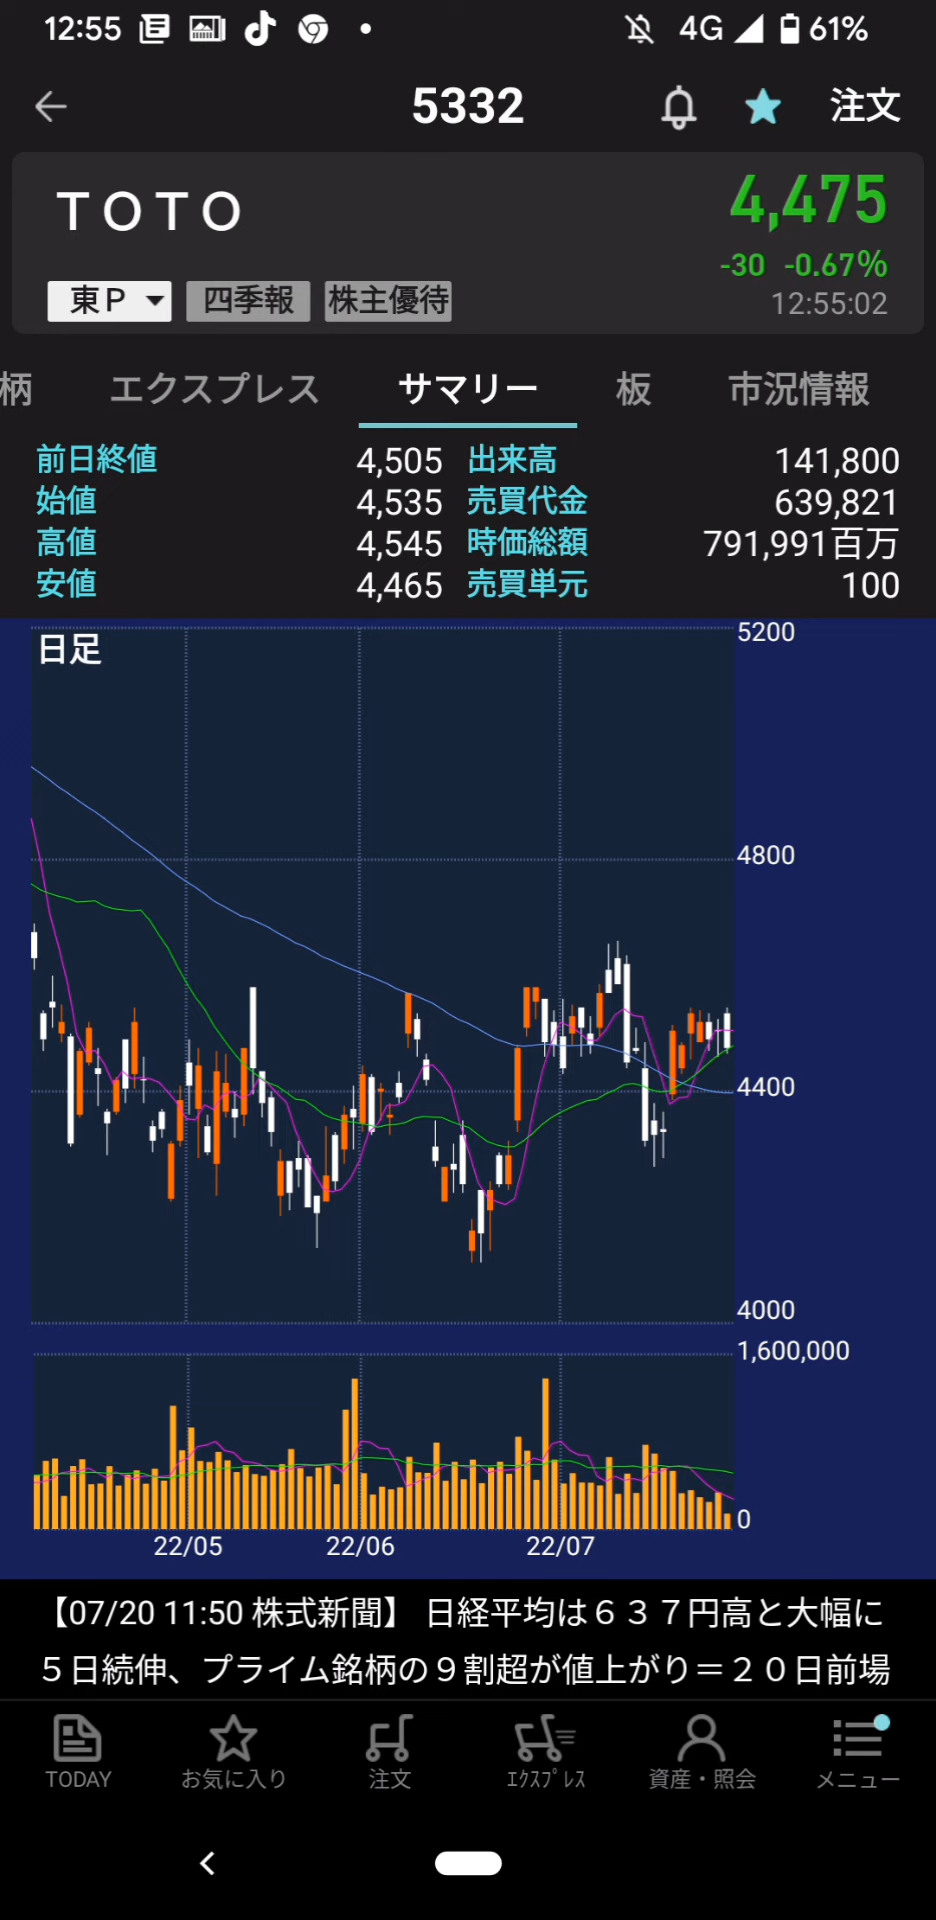 12:55 4G 61%
5332 注文
ＴＯＴＯ
4,475
-30 -0.67%
東Ｐ 四季報 株主優待 12:55:02
柄 エクスプレス サマリー 板 市況情報
前日終値 4,505 出来高 141,800
始値 4,535 売買代金 639,821
高値 4,545 時価総額 791,991百万
安値 4,465 売買単元 100
日足
5200
4800
4400
4000
1,600,000
0
22/05 22/06 22/07
【07/20 11:50 株式新聞】 日経平均は６３７円高と大幅に
５日続伸、プライム銘柄の９割超が値上がり＝２０日前場
TODAY お気に入り 注文 ｴｸｽﾌﾟﾚｽ 資産・照会 メニュー